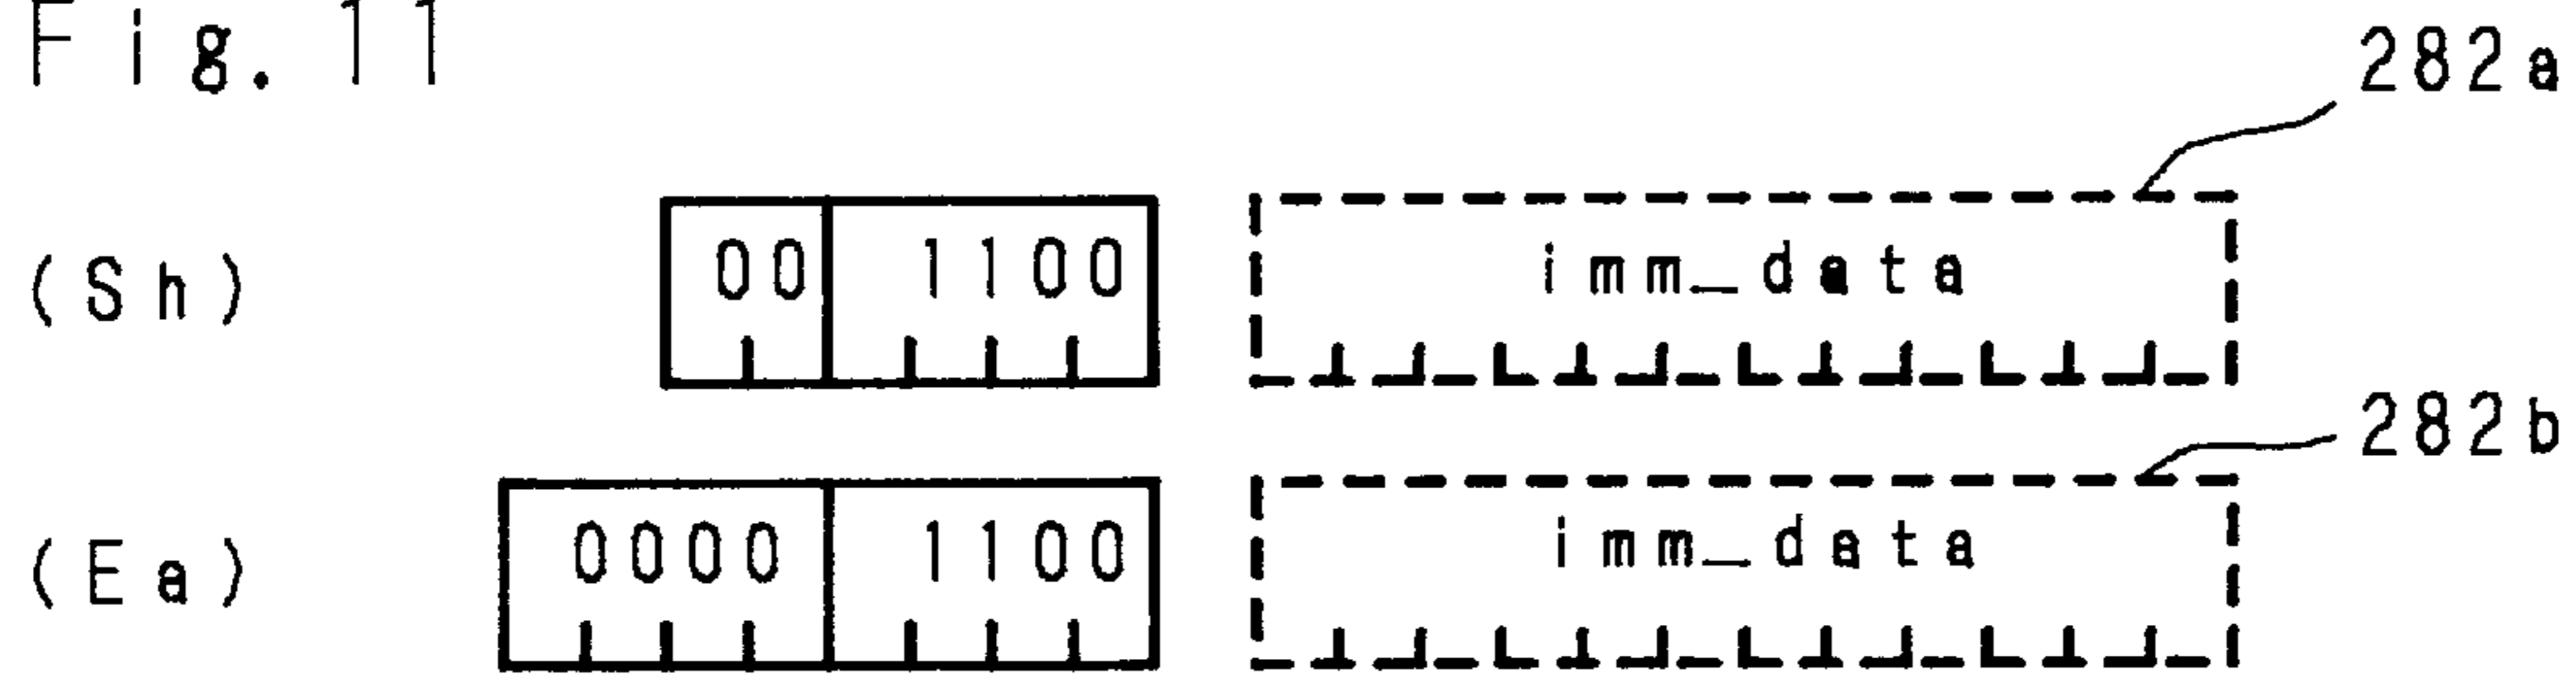 Fig. 11
282a
(Sh) 00 1100 imm_data
282b
(Ea) 0000 1100 imm_data